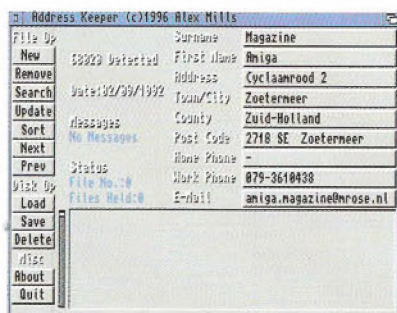 Address Keeper (c)1996 Alex Mills
File Op
New
Remove
Search
Update
Sort
Next
Prev
Disk Op
Load
Save
Delete
Misc
About
Quit
68020 Detected
Date:02/09/1992
Messages
No Messages
Status
File No.:0
Files Held:0
Surname Magazine
First Name Amiga
Address Cyclaamrood 2
Town/City Zoetermeer
County Zuid-Holland
Post Code 2718 SE Zoetermeer
Home Phone -
Work Phone 079-3610438
E-Mail amiga.magazine@mrose.nl